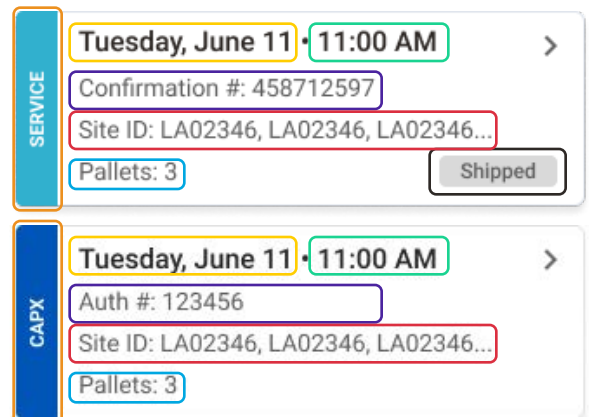 SERVICE
Tuesday, June 11 • 11:00 AM
Confirmation #: 458712597
Site ID: LA02346, LA02346, LA02346...
Pallets: 3
Shipped
CAPX
Tuesday, June 11 • 11:00 AM
Auth #: 123456
Site ID: LA02346, LA02346, LA02346...
Pallets: 3